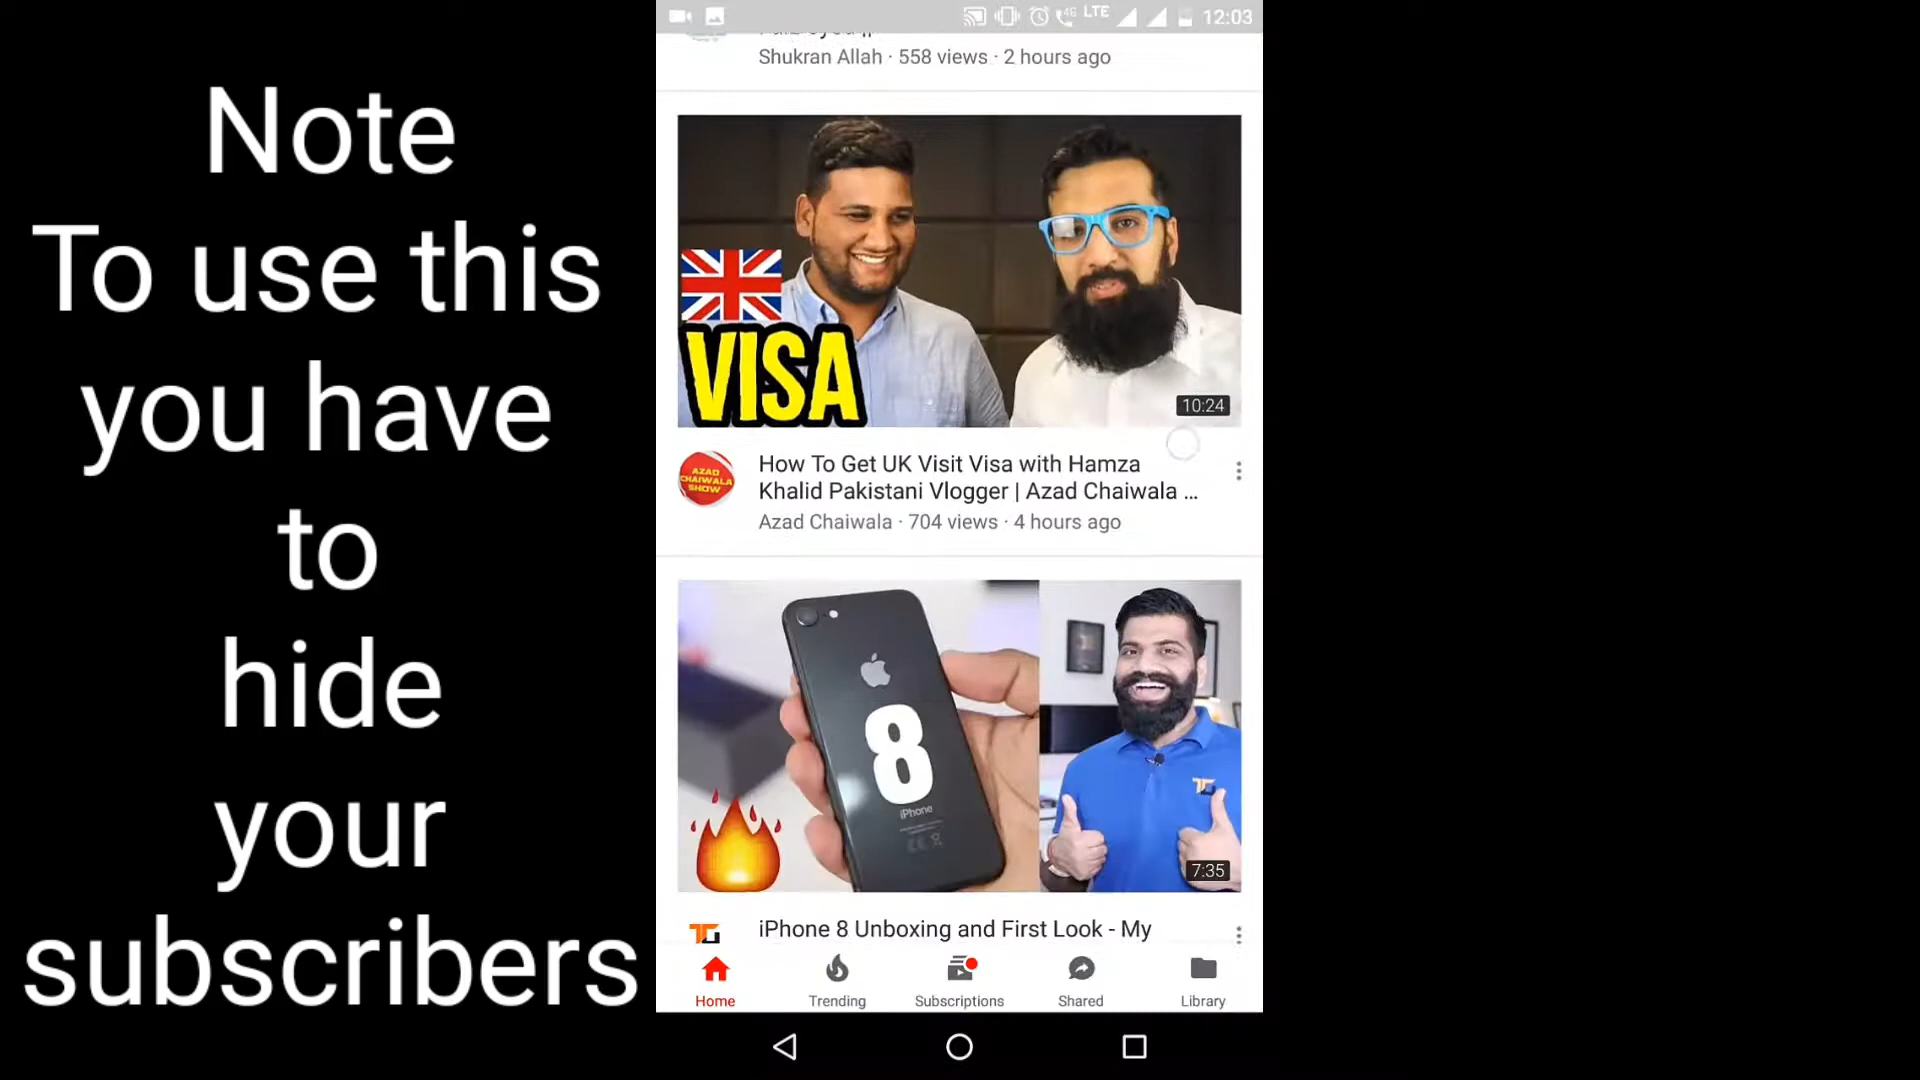 Note
To use this
you have
to
hide
your
subscribers
4G LTE 12:03
Shukran Allah · 558 views · 2 hours ago
VISA
10:24
AZAD
CHAIWALA
SHOW
How To Get UK Visit Visa with Hamza
Khalid Pakistani Vlogger | Azad Chaiwala ...
Azad Chaiwala · 704 views · 4 hours ago
8
iPhone
TG
7:35
TG
iPhone 8 Unboxing and First Look - My
Home
Trending
Subscriptions
Shared
Library